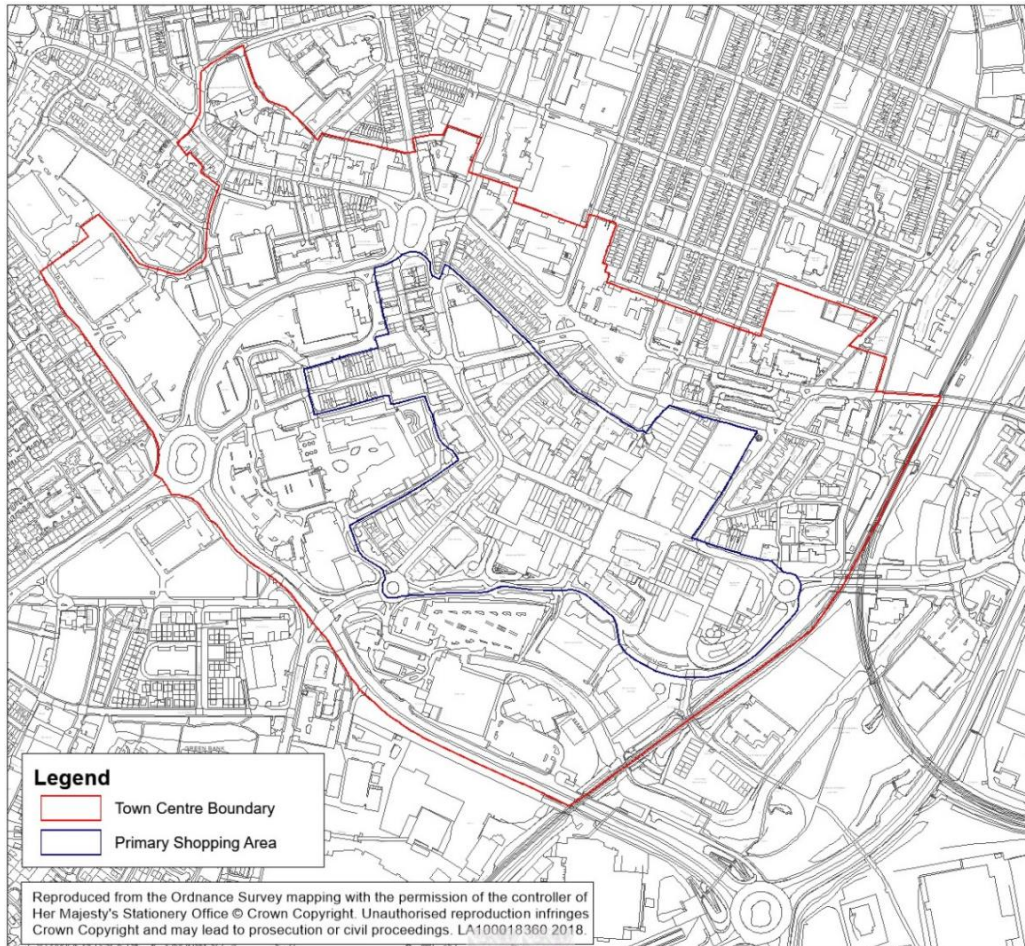 GREEN BANK
Legend
Town Centre Boundary
Primary Shopping Area
Reproduced from the Ordnance Survey mapping with the permission of the controller of
Her Majesty's Stationery Office © Crown Copyright. Unauthorised reproduction infringes
Crown Copyright and may lead to prosecution or civil proceedings. LA100018360 2018.